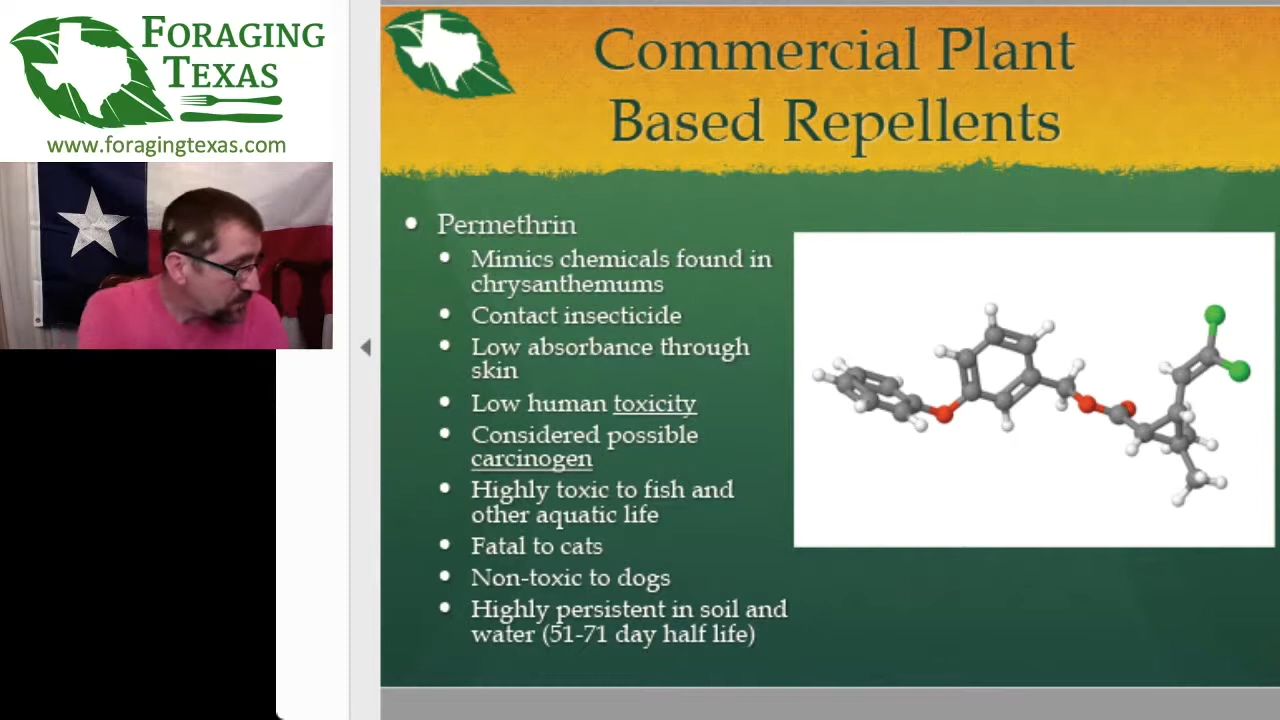 FORAGING
TEXAS
www.foragingtexas.com
Commercial Plant
Based Repellents
• Permethrin
• Mimics chemicals found in
chrysanthemums
• Contact insecticide
• Low absorbance through
skin
• Low human toxicity
• Considered possible
carcinogen
• Highly toxic to fish and
other aquatic life
• Fatal to cats
• Non-toxic to dogs
• Highly persistent in soil and
water (51-71 day half life)